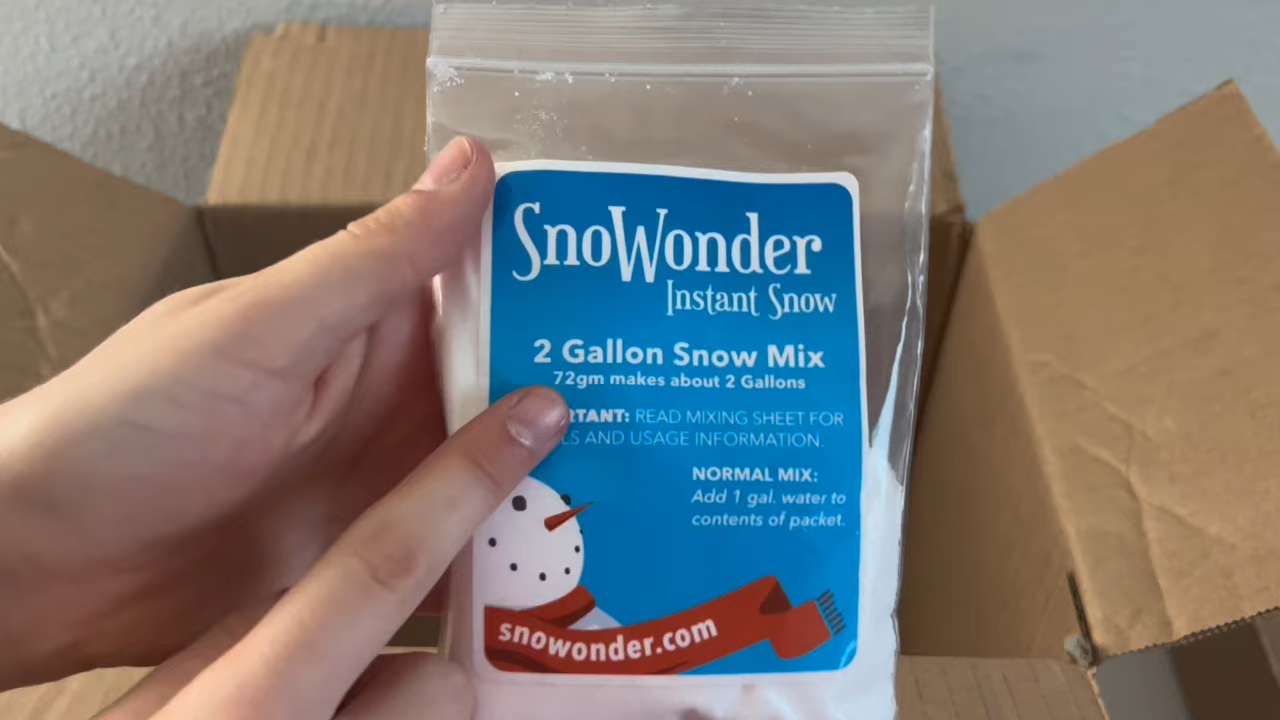 SnoWonder
Instant Snow
2 Gallon Snow Mix
72gm makes about 2 Gallons
RTANT: READ MIXING SHEET FOR
LS AND USAGE INFORMATION.
NORMAL MIX:
Add 1 gal. water to
contents of packet.
snowonder.com